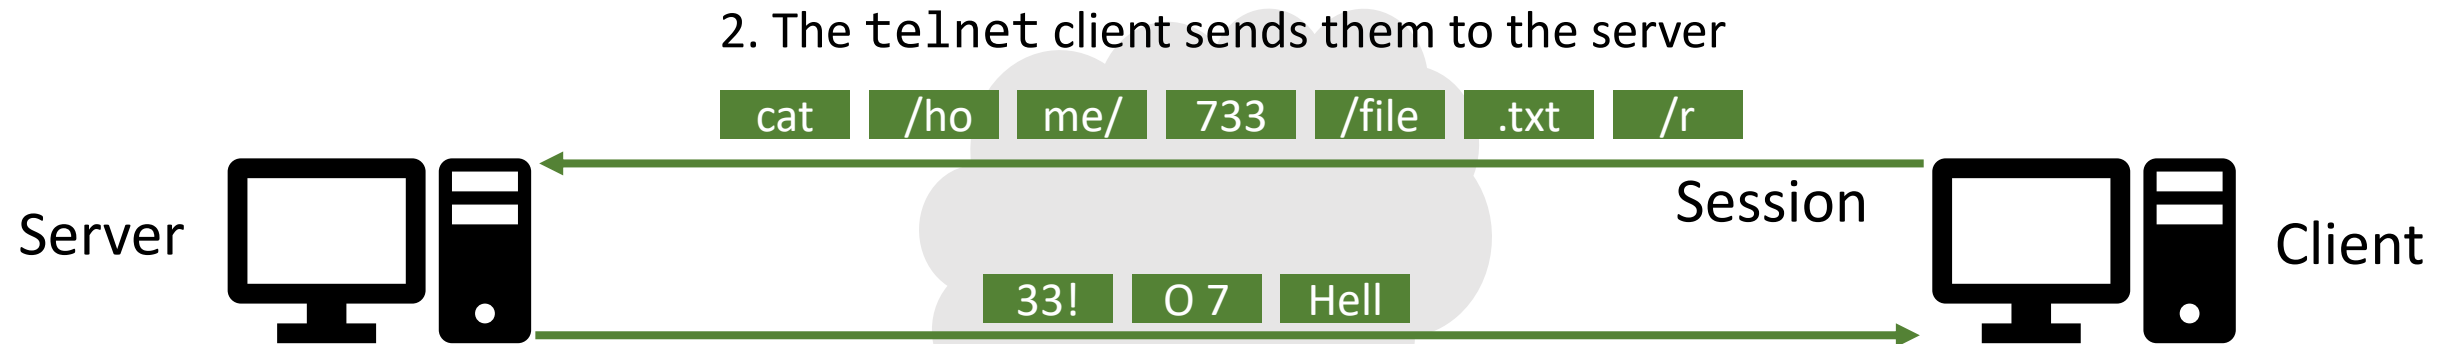 2. The telnet client sends them to the server
cat /ho me/ 733 /file .txt /r
Session
Server
Client
33! O 7 Hell